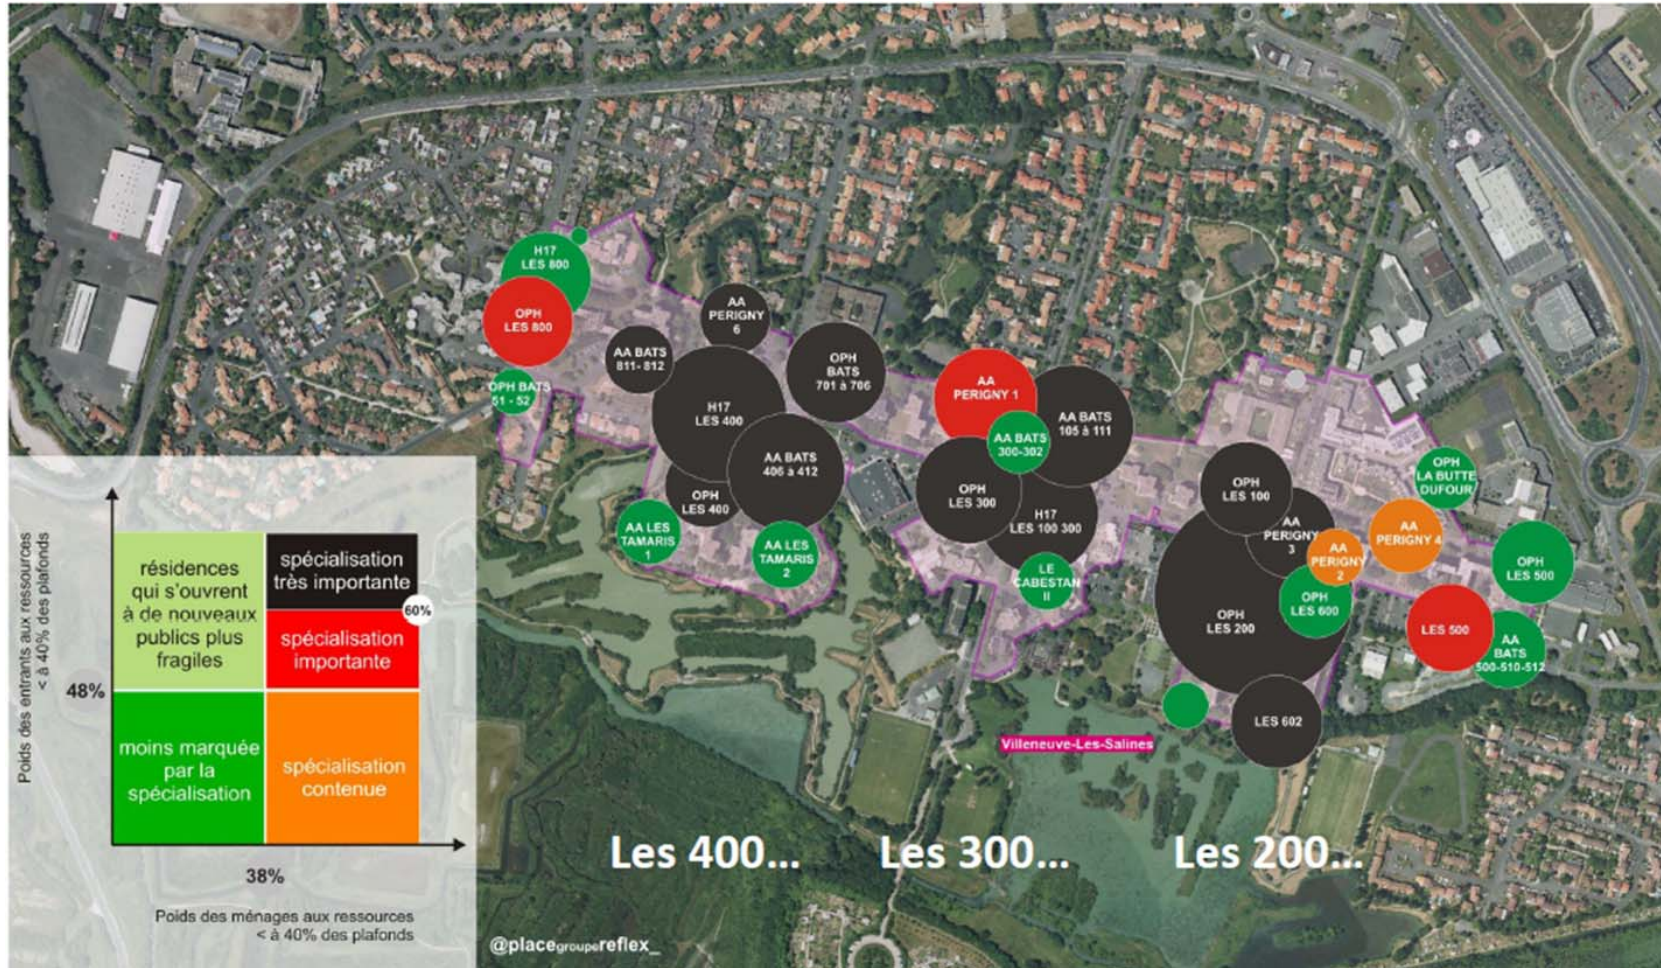 H17
LES 800
OPH
LES 800
OPH BATS
51 - 52
AA BATS
811- 812
AA
PERIGNY
6
H17
LES 400
OPH
BATS
701 à 706
AA BATS
406 à 412
OPH
LES 400
AA LES
TAMARIS
1
AA LES
TAMARIS
2
AA
PERIGNY 1
AA BATS
105 à 111
AA BATS
300-302
OPH
LES 300
H17
LES 100 300
LE
CABESTAN
II
OPH
LES 100
AA
PERIGNY
3
AA
PERIGNY
2
AA
PERIGNY 4
OPH
LA BUTTE
DUFOUR
OPH
LES 500
OPH
LES 600
OPH
LES 200
LES 500
AA
BATS
500-510-512
LES 602
Villeneuve-Les-Salines
Les 400...
Les 300...
Les 200...
Poids des entrants aux ressources
< à 40% des plafonds
résidences
qui s'ouvrent
à de nouveaux
publics plus
fragiles
spécialisation
très importante
60%
spécialisation
importante
48%
moins marquée
par la
spécialisation
spécialisation
contenue
38%
Poids des ménages aux ressources
< à 40% des plafonds
@placegroupereflex_